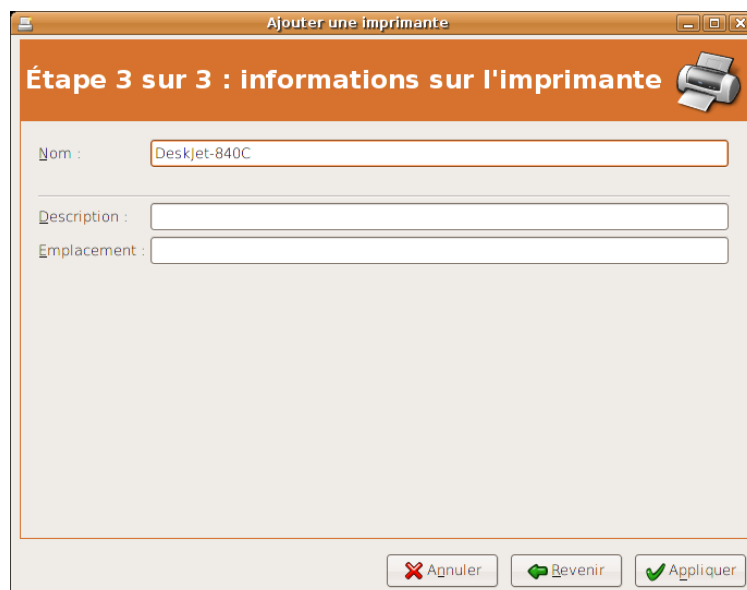 Ajouter une imprimante
Étape 3 sur 3 : informations sur l'imprimante
Nom : DeskJet-840C
Description :
Emplacement :
Annuler Revenir Appliquer